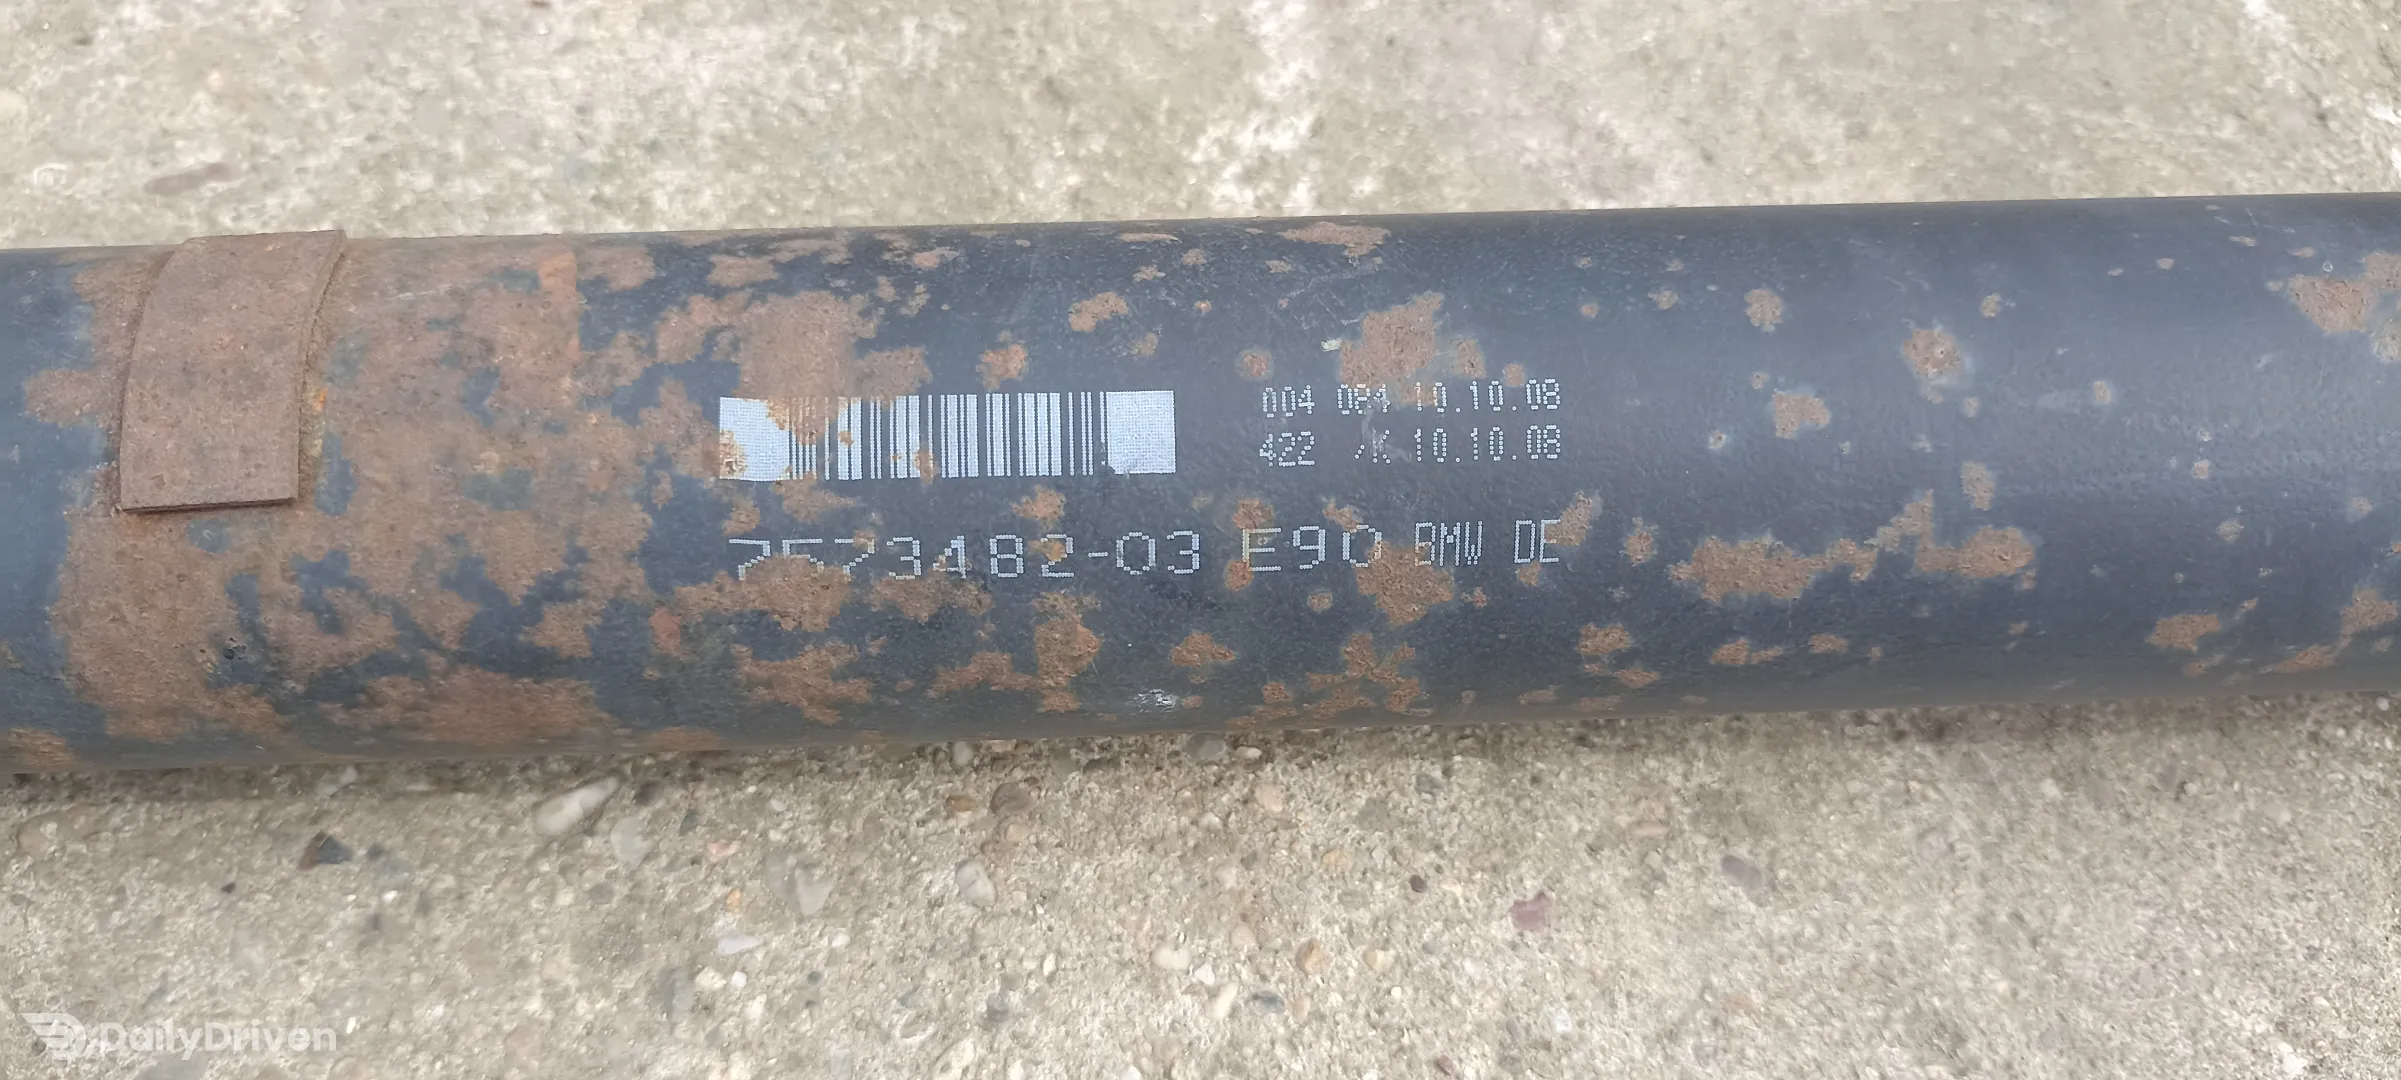 004 084 10.10.08
422 10.10.08
7573482-03 E90 BMW DE
DailyDriven